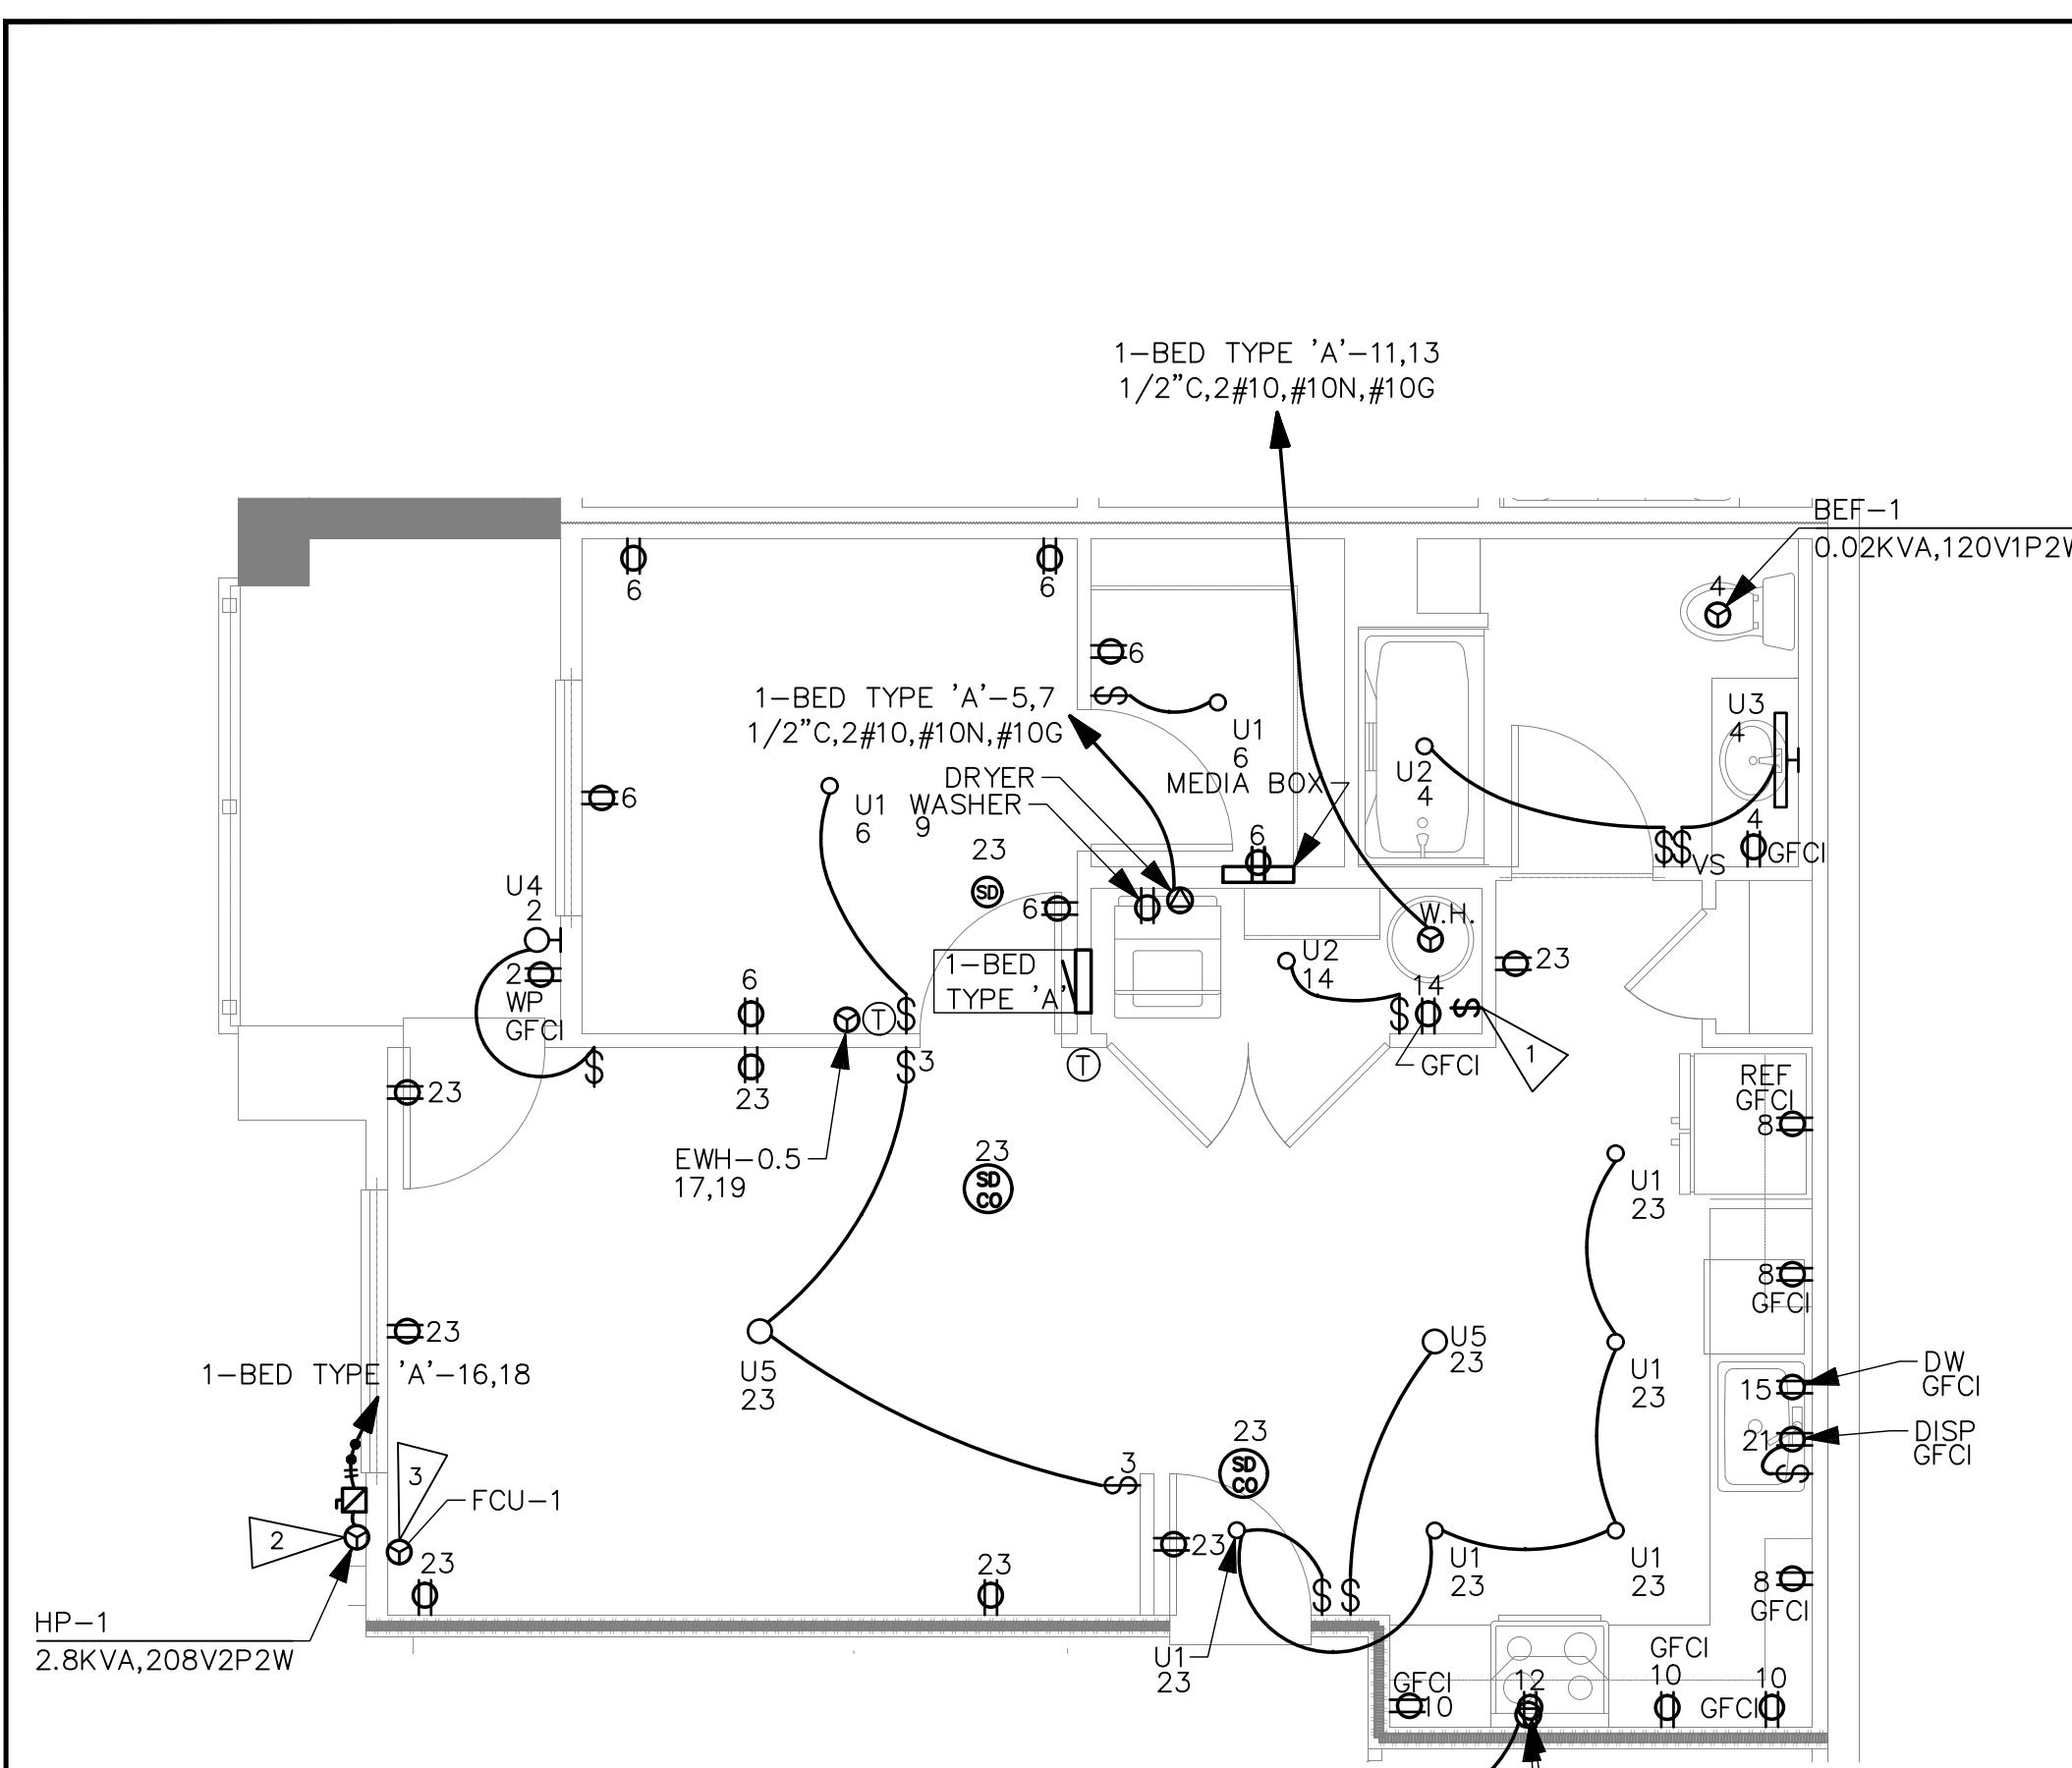 1-BED TYPE 'A'-11,13
1/2"C,2#10,#10N,#10G
BEF-1
0.02KVA,120V1P2W
4
6
6
6
1-BED TYPE 'A'-5,7
1/2"C,2#10,#10N,#10G
U1
6
U3
4
DRYER
MEDIA BOX
U2
4
6
U1
6
WASHER
9
23
SD
6
4
GFCI
$$
VS
U4
2
6
W.H.
2
WP
GFCI
1-BED
TYPE 'A'
U2
14
14
23
6
T
$
$
$
1
$
$
3
T
GFCI
23
23
REF
GFCI
8
EWH-0.5
17,19
23
SD
CO
U1
23
8
GFCI
23
1-BED TYPE 'A'-16,18
U5
23
U5
23
U1
23
15
DW
GFCI
21
DISP
GFCI
$
3
$
23
SD
CO
3
FCU-1
2
23
23
23
$
$
U1
23
U1
23
8
GFCI
HP-1
2.8KVA,208V2P2W
U1
23
GFCI
10
12
GFCI
10
10
GFCI